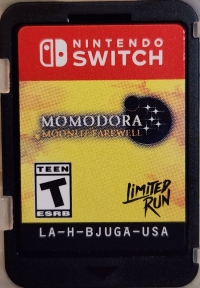 NINTENDO
SWITCH
MOMODORA
MOONLIT FAREWELL
TEEN
T
ESRB
LIMITED
RUN
LA-H-BJUGA-USA